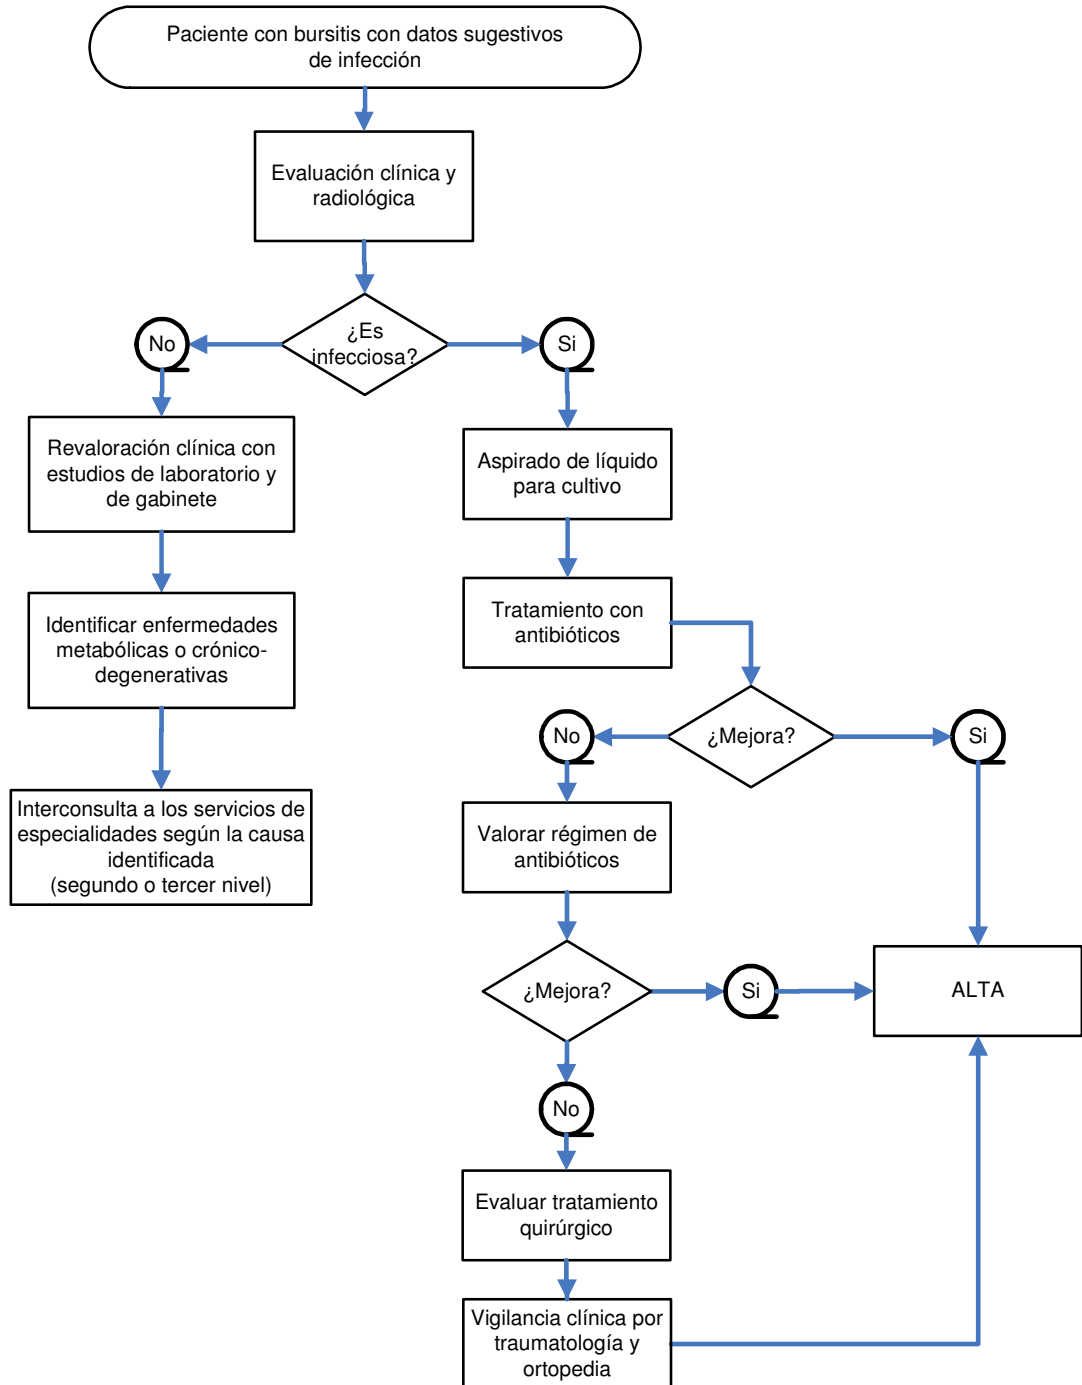 Paciente con bursitis con datos sugestivos
de infección
Evaluación clínica y
radiológica
¿Es
infecciosa?
No
Si
Revaloración clínica con
estudios de laboratorio y
de gabinete
Aspirado de líquido
para cultivo
Identificar enfermedades
metabólicas o crónico-
degenerativas
Tratamiento con
antibióticos
¿Mejora?
No
Si
Interconsulta a los servicios de
especialidades según la causa
identificada
(segundo o tercer nivel)
Valorar régimen de
antibióticos
¿Mejora?
Si
ALTA
No
Evaluar tratamiento
quirúrgico
Vigilancia clínica por
traumatología y
ortopedia